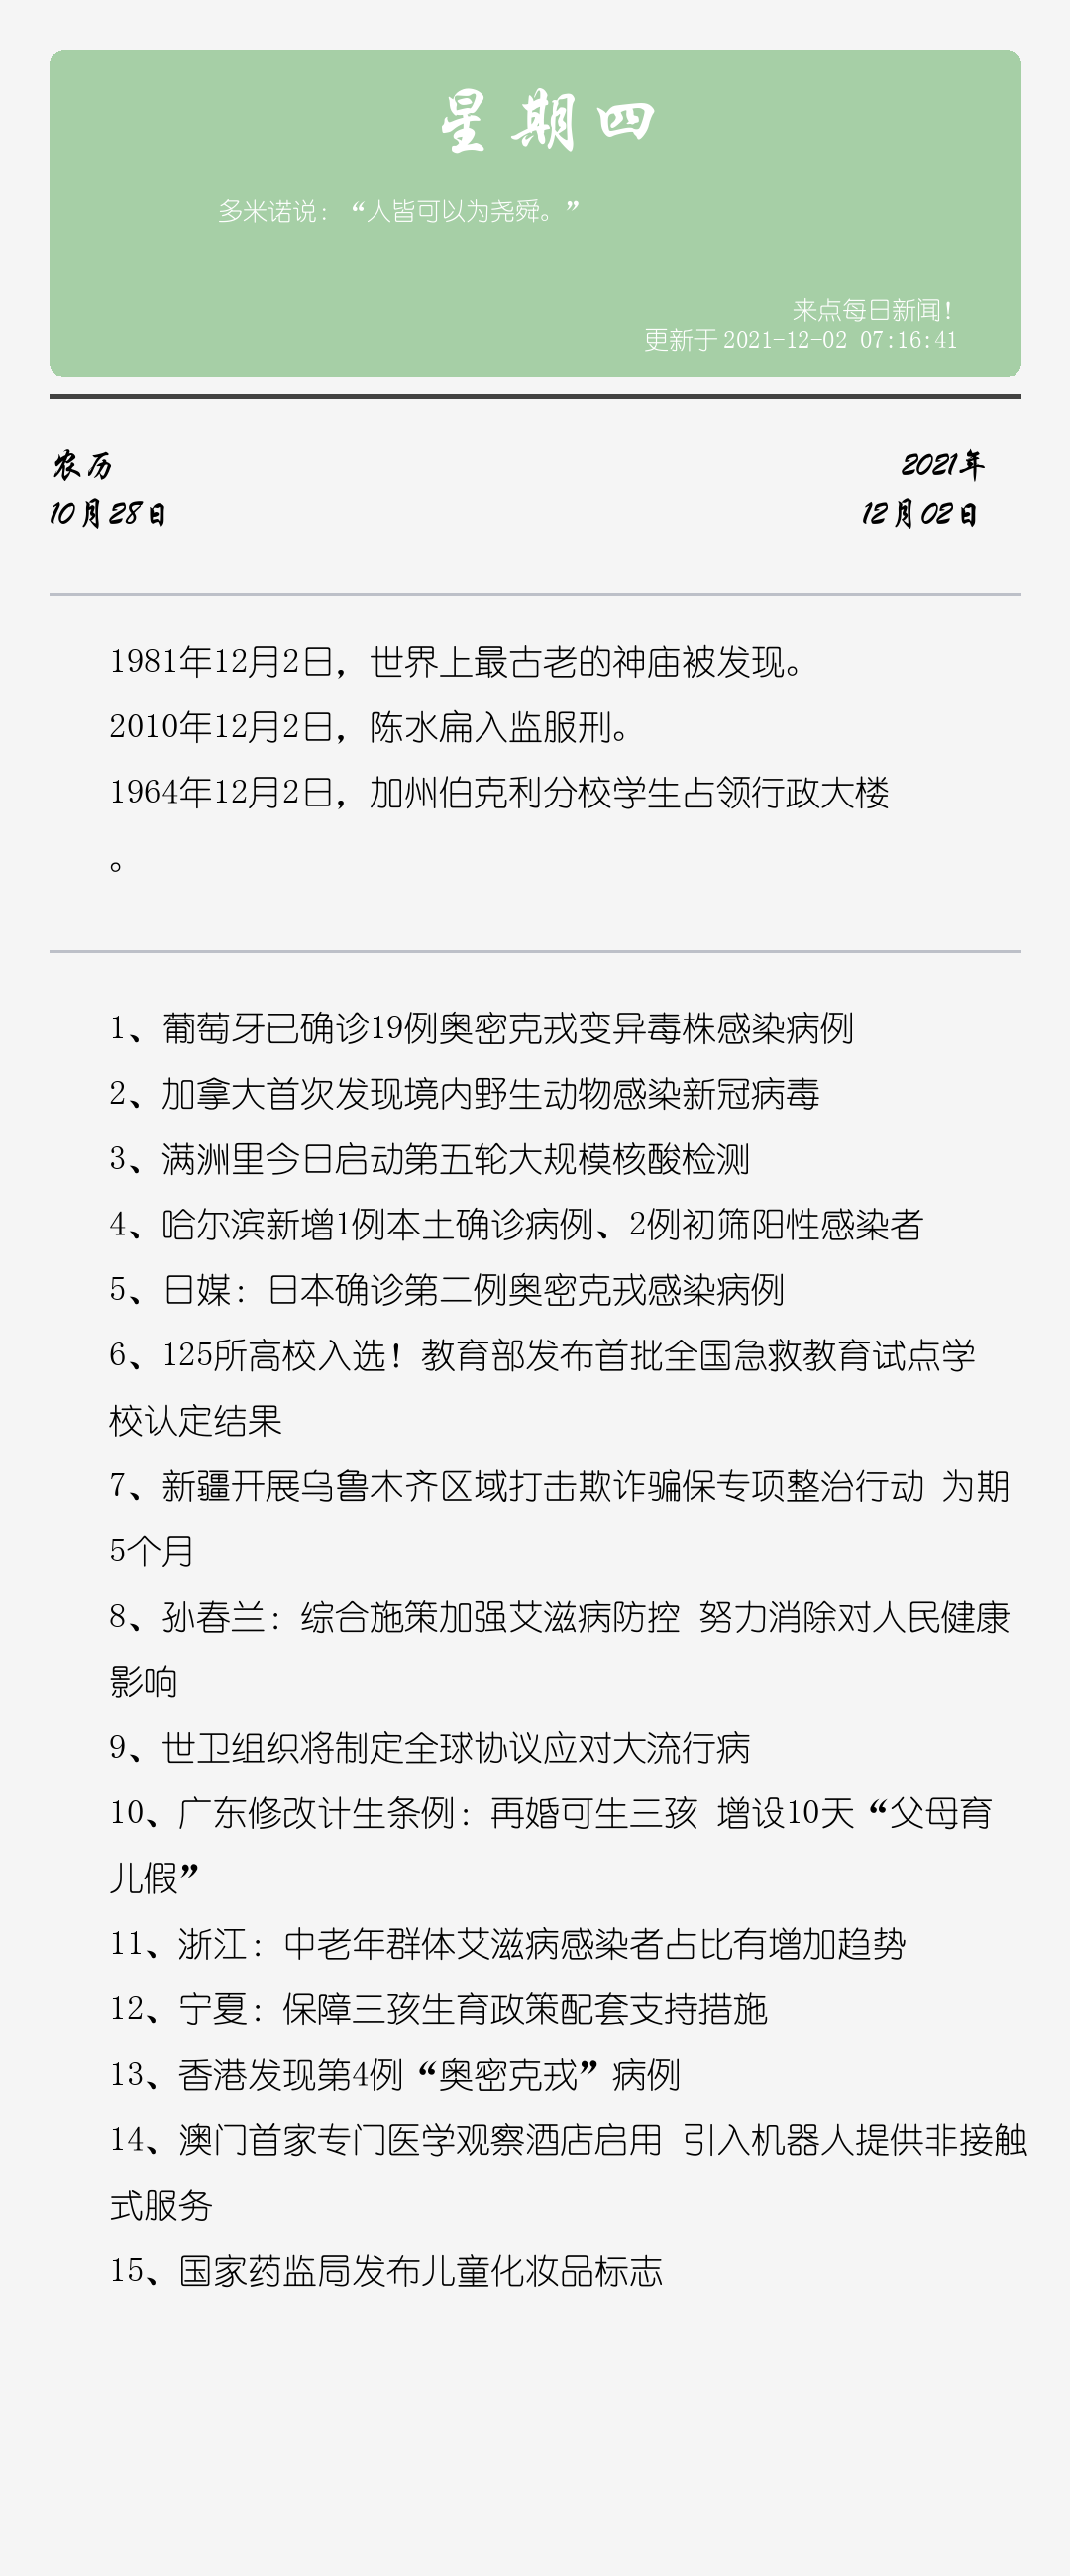 星期四
多米诺说：“人皆可以为尧舜。”
来点每日新闻！
更新于 2021-12-02 07:16:41
农历
2021年
10月28日
12月02日
1981年12月2日，世界上最古老的神庙被发现。
2010年12月2日，陈水扁入监服刑。
1964年12月2日，加州伯克利分校学生占领行政大楼
。
1、葡萄牙已确诊19例奥密克戎变异毒株感染病例
2、加拿大首次发现境内野生动物感染新冠病毒
3、满洲里今日启动第五轮大规模核酸检测
4、哈尔滨新增1例本土确诊病例、2例初筛阳性感染者
5、日媒：日本确诊第二例奥密克戎感染病例
6、125所高校入选！教育部发布首批全国急救教育试点学
校认定结果
7、新疆开展乌鲁木齐区域打击欺诈骗保专项整治行动 为期
5个月
8、孙春兰：综合施策加强艾滋病防控 努力消除对人民健康
影响
9、世卫组织将制定全球协议应对大流行病
10、广东修改计生条例：再婚可生三孩 增设10天“父母育
儿假”
11、浙江：中老年群体艾滋病感染者占比有增加趋势
12、宁夏：保障三孩生育政策配套支持措施
13、香港发现第4例“奥密克戎”病例
14、澳门首家专门医学观察酒店启用 引入机器人提供非接触
式服务
15、国家药监局发布儿童化妆品标志